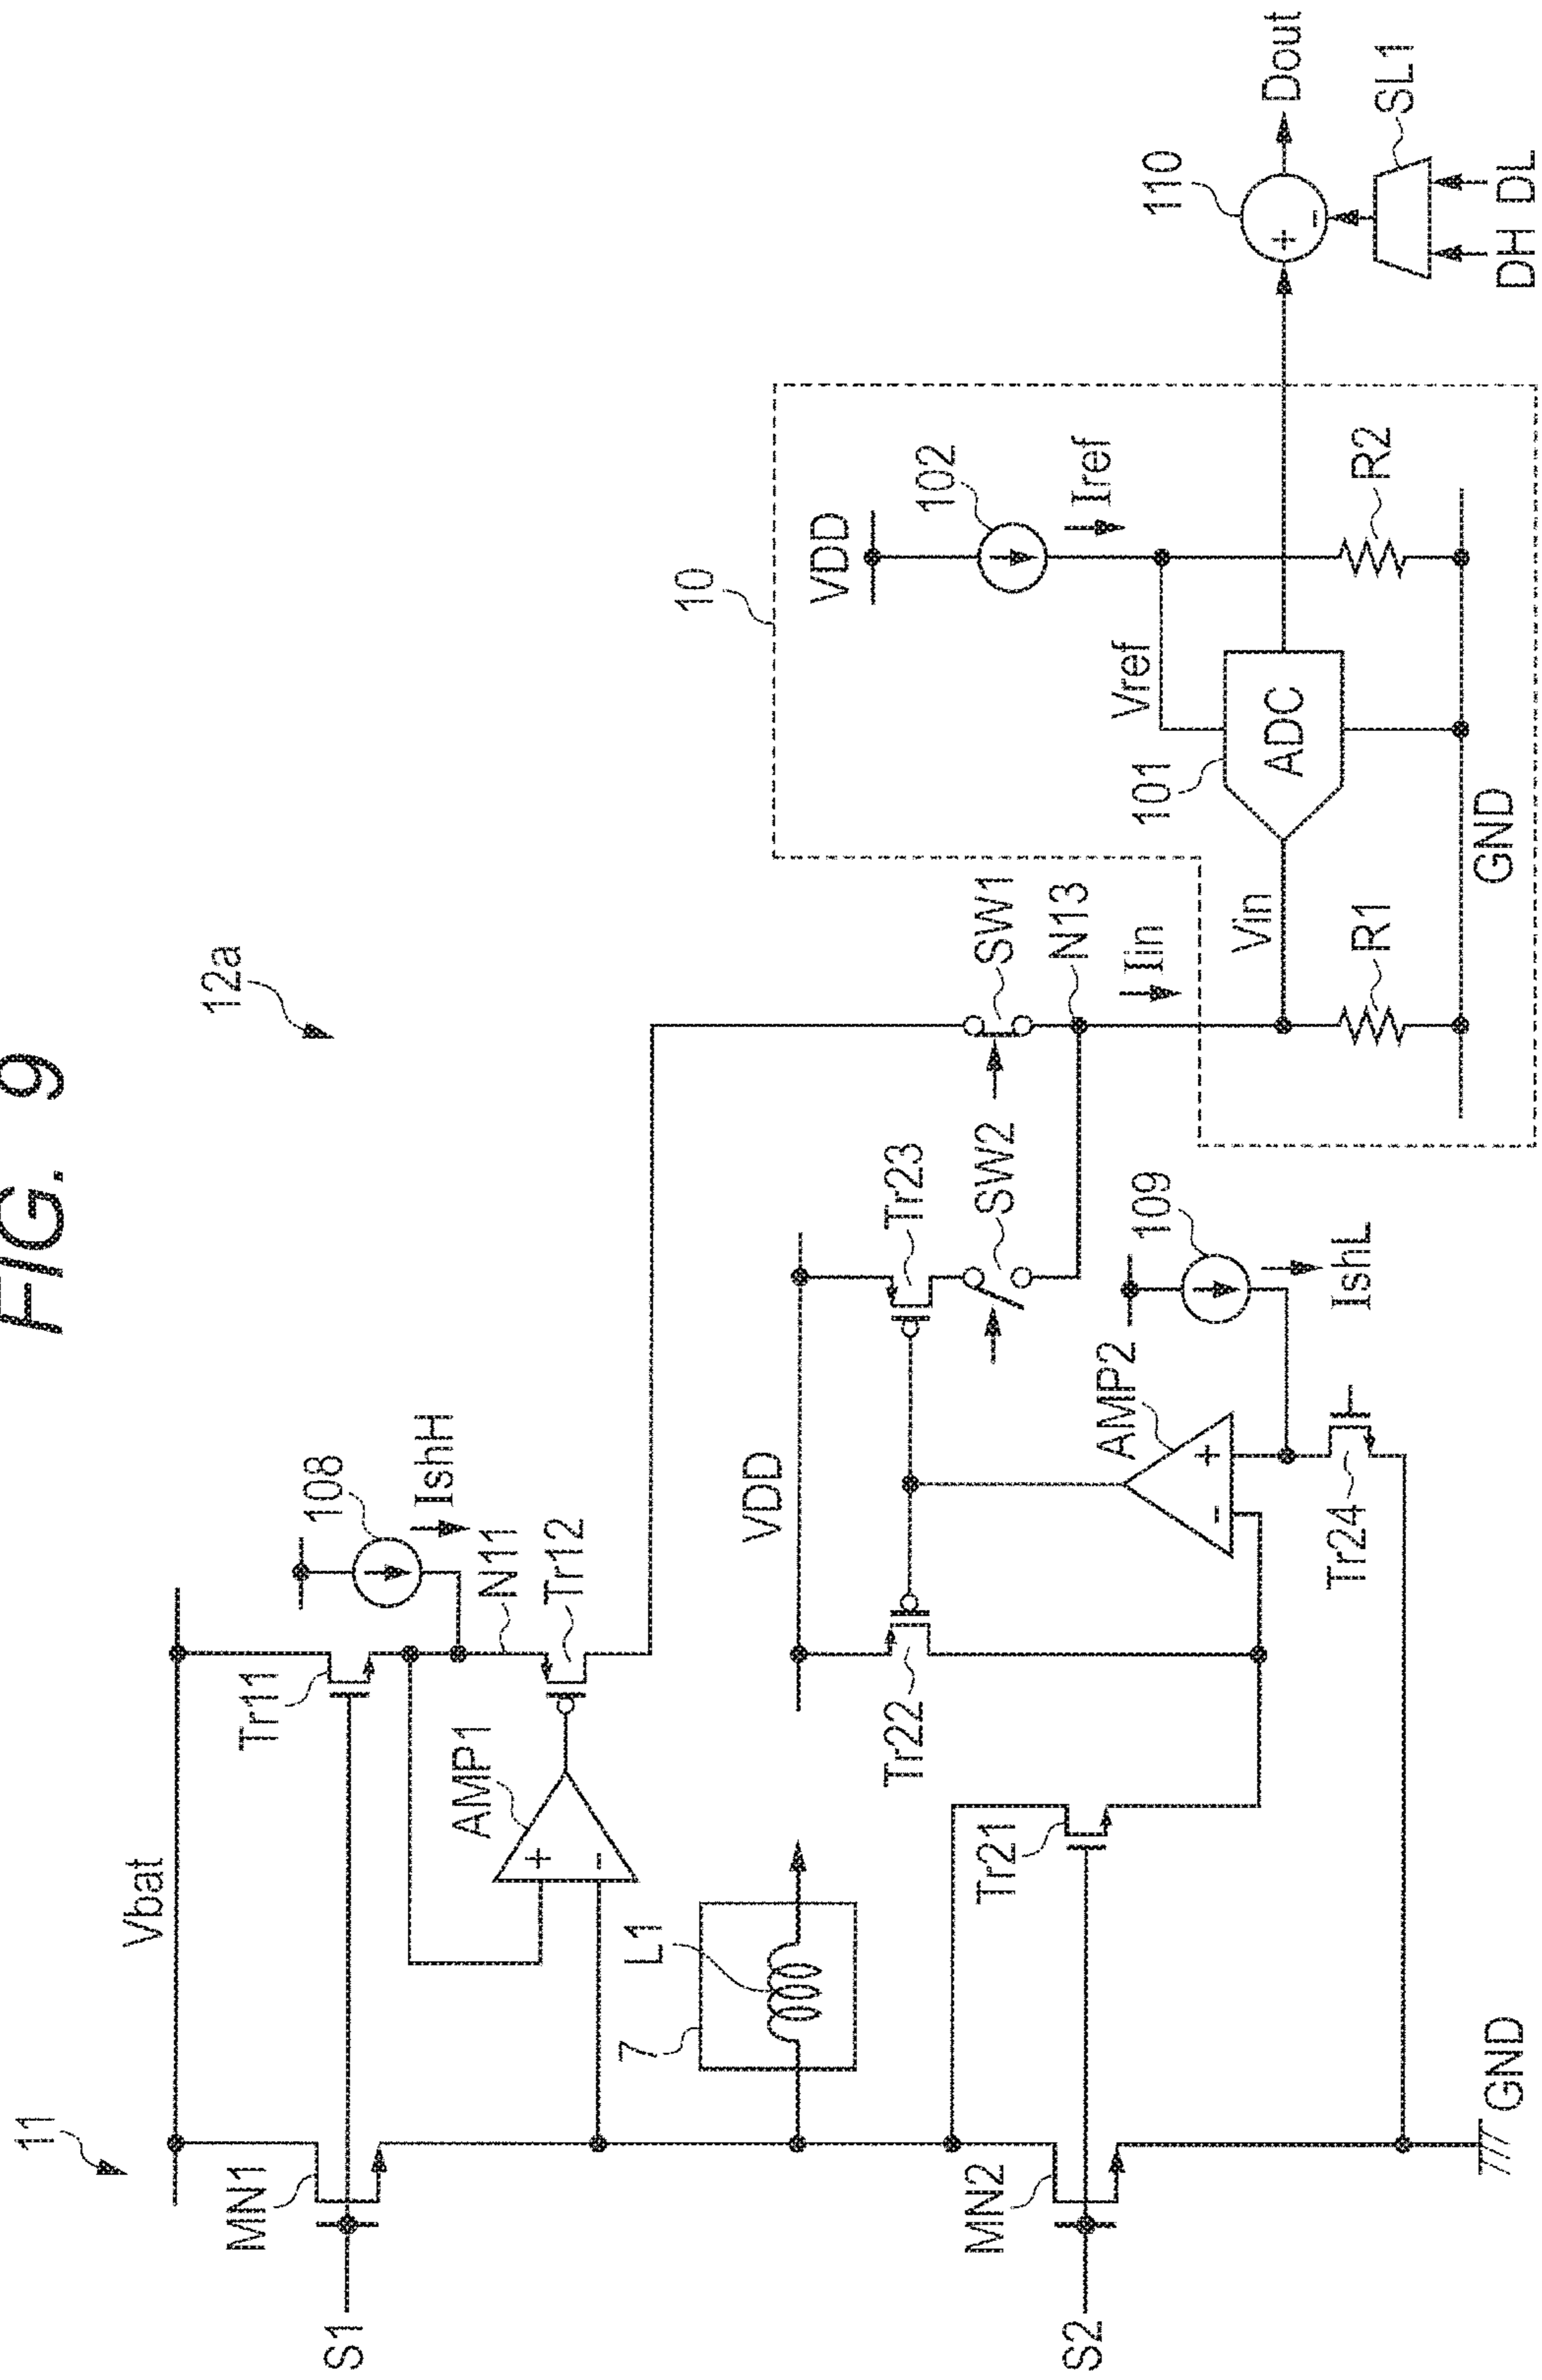 FIG. 9
11
12a
Vbat
MN1
S1
Tr11
108
IshH
N11
AMP1
+
-
Tr12
7
L1
VDD
Tr22
Tr23
Tr21
MN2
S2
AMP2
-
+
109
IshL
Tr24
GND
SW2
SW1
N13
Iin
10
VDD
102
Iref
Vref
101
ADC
Vin
R1
R2
GND
110
+
-
Dout
SL1
DH DL